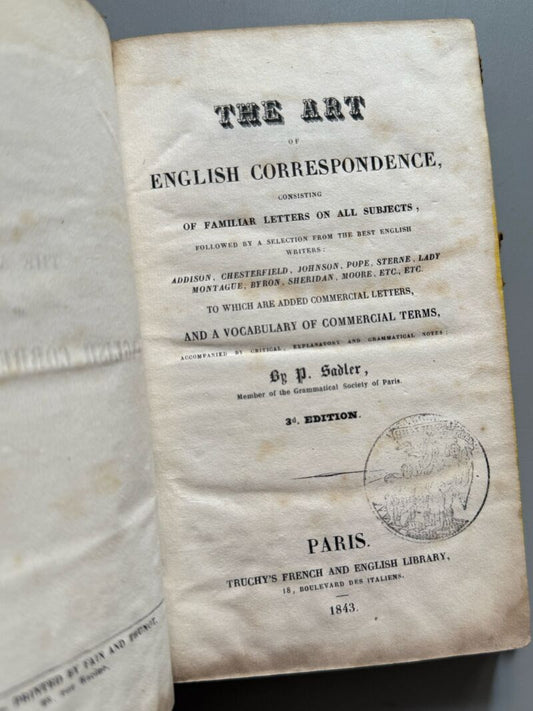 THE ART
OF
ENGLISH CORRESPONDENCE,
CONSISTING
OF FAMILIAR LETTERS ON ALL SUBJECTS,
FOLLOWED BY A SELECTION FROM THE BEST ENGLISH
WRITERS:
ADDISON, CHESTERFIELD, JOHNSON, POPE, STERNE, LADY
MONTAGUE, BYRON, SHERIDAN, MOORE, ETC., ETC.
TO WHICH ARE ADDED COMMERCIAL LETTERS,
AND A VOCABULARY OF COMMERCIAL TERMS,
ACCOMPANIED BY CRITICAL, EXPLANATORY AND GRAMMATICAL NOTES;
By P. Sadler,
Member of the Grammatical Society of Paris.
3d. EDITION.
PARIS.
TRUCHY'S FRENCH AND ENGLISH LIBRARY,
18, BOULEVARD DES ITALIENS.
1843.
PRINTED BY FAIN AND THUNOT,